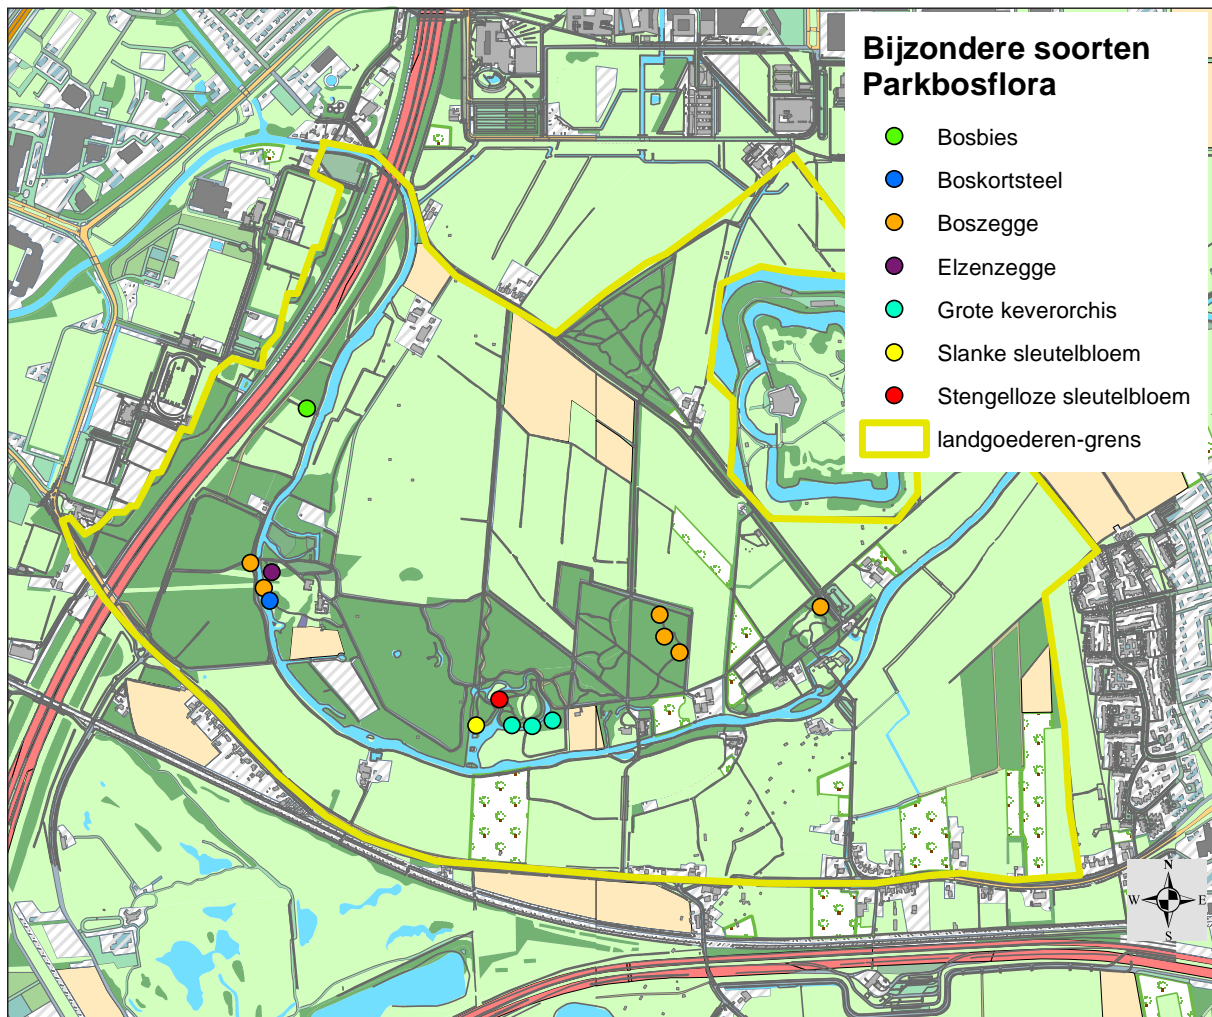 Bijzondere soorten
Parkbosflora
Bosbies
Boskortsteel
Boszegge
Elzenzegge
Grote keverorchis
Slanke sleutelbloem
Stengelloze sleutelbloem
landgoederen-grens
N
W E
S